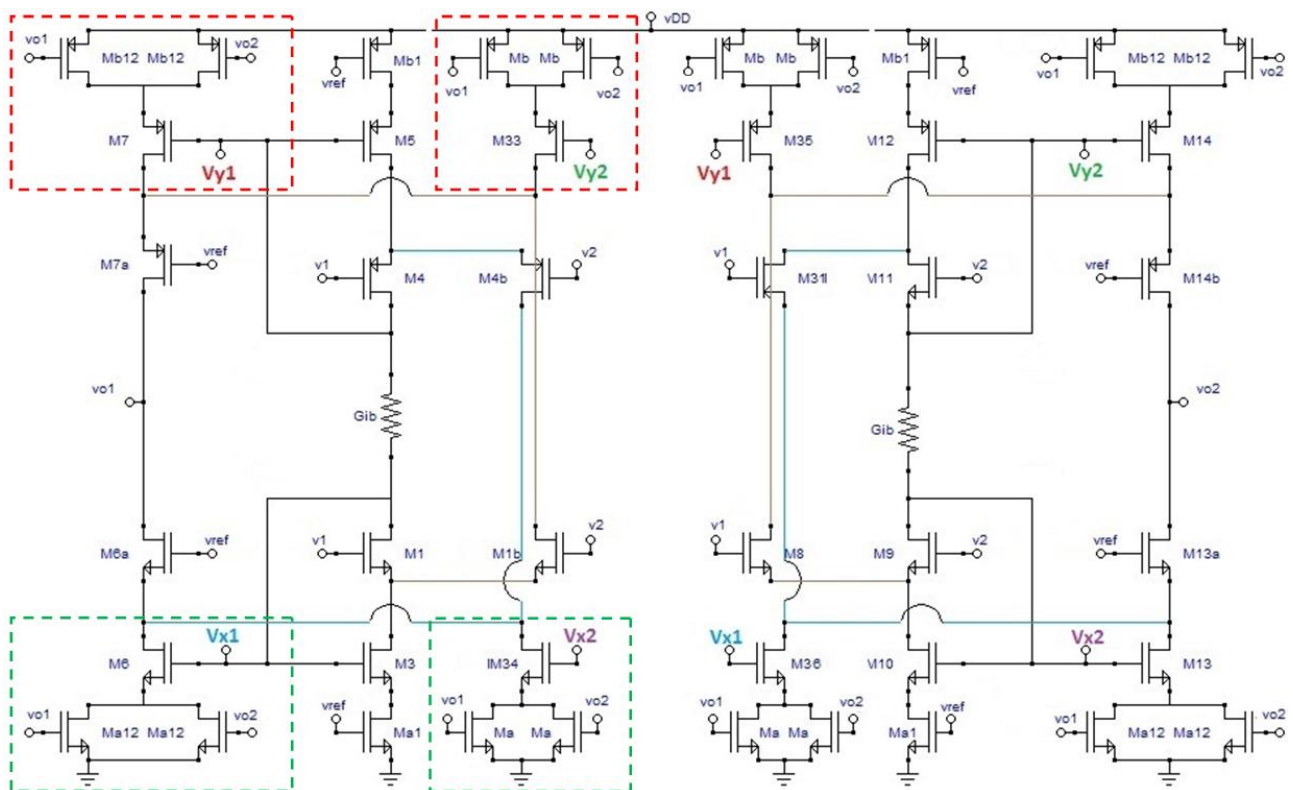 vDD
vo1 Mb12 Mb12 vo2 Mb1 vref Mb Mb vo1 vo2 Mb Mb vo1 vo2 Mb1 vref Mb12 Mb12 vo1 vo2
M7 Vy1 M5 M33 Vy2 M35 Vy1 M12 Vy2 M14
M7a vref v1 M4 M4b v2 v1 M31 M11 v2 vref M14b
vo1 Gib Gib vo2
M6a vref v1 M1 M1b v2 v1 M8 M9 v2 vref M13a
M6 Vx1 M3 M34 Vx2 Vx1 M36 M10 Vx2 M13
vo1 Ma12 Ma12 vo2 vref Ma1 vo1 Ma Ma vo2 vo1 Ma Ma vo2 Ma1 vref vo1 Ma12 Ma12 vo2